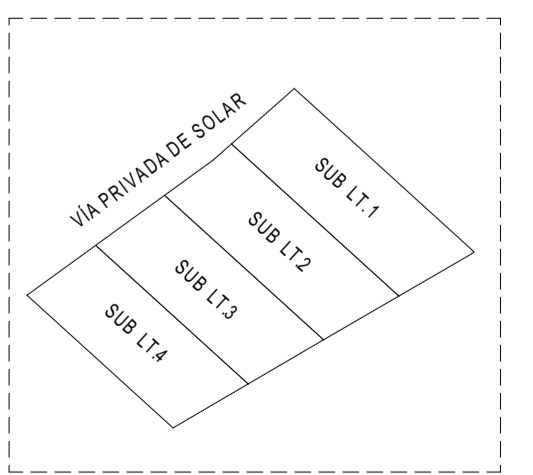 VÍA PRIVADA DE SOLAR
SUB LT.1
SUB LT.2
SUB LT.3
SUB LT.4